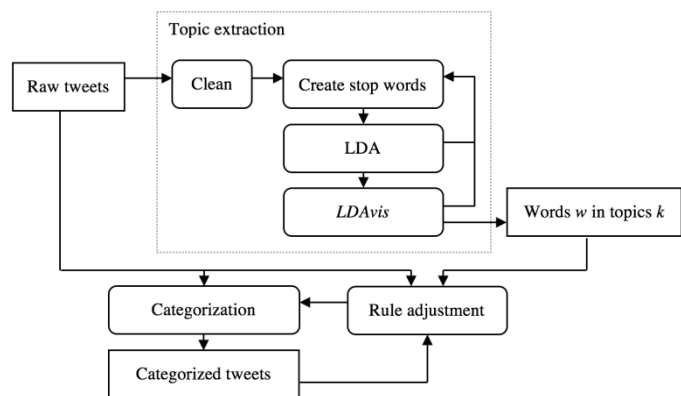 Topic extraction
Raw tweets
Clean
Create stop words
LDA
LDAvis
Words w in topics k
Categorization
Rule adjustment
Categorized tweets